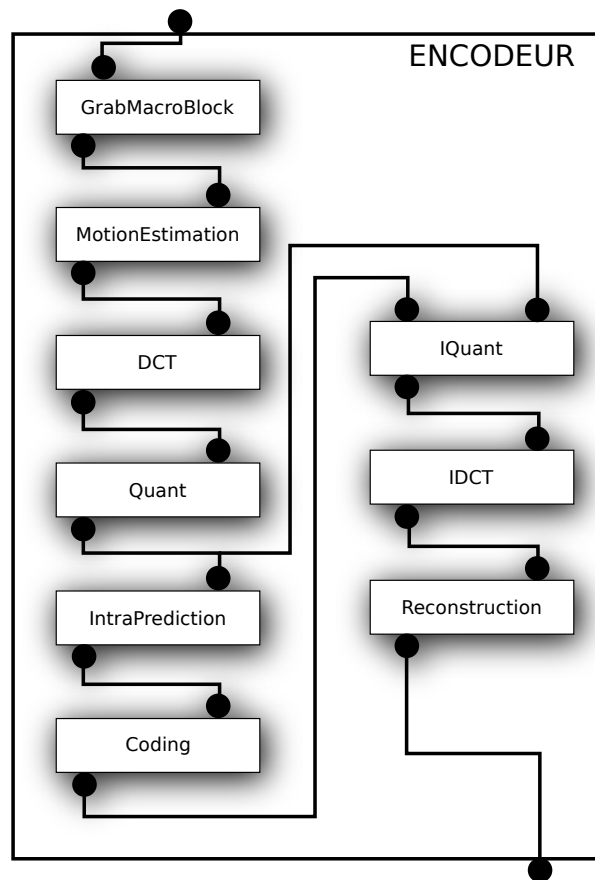 ENCODEUR
GrabMacroBlock
MotionEstimation
DCT
Quant
IntraPrediction
Coding
IQuant
IDCT
Reconstruction